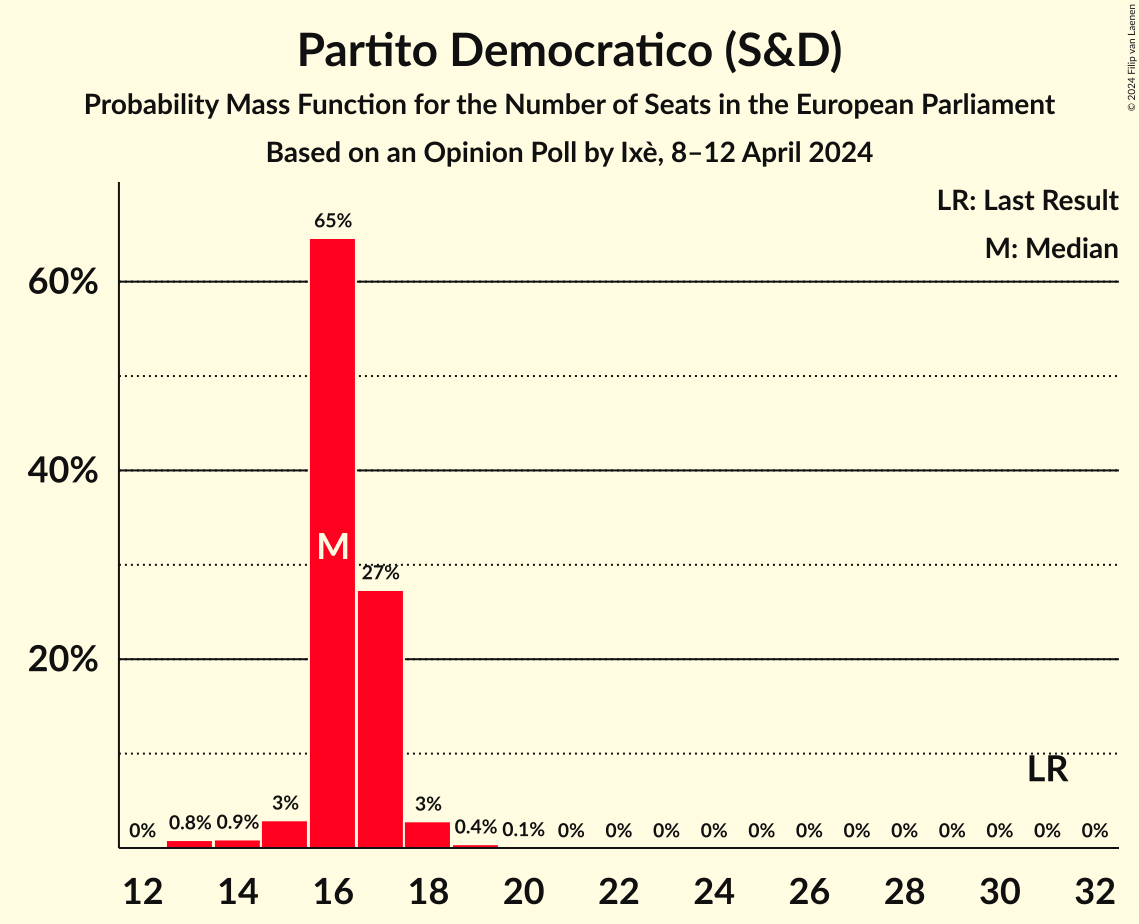 Partito Democratico (S&D)
Probability Mass Function for the Number of Seats in the European Parliament
Based on an Opinion Poll by Ixè, 8–12 April 2024
© 2024 Filip van Laenen
LR: Last Result
M: Median
60%
40%
20%
65%
M
27%
LR
0% 0.8% 0.9% 3% 3% 0.4% 0.1% 0% 0% 0% 0% 0% 0% 0% 0% 0% 0% 0% 0%
12 14 16 18 20 22 24 26 28 30 32